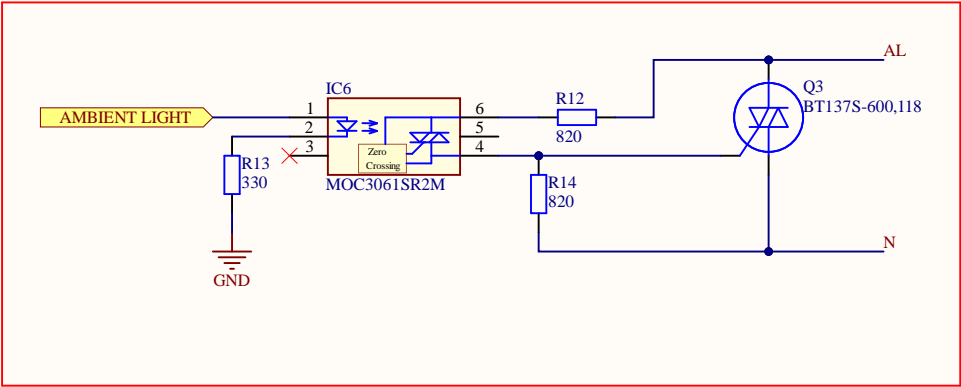 AL
IC6
Q3
BT137S-600,118
R12
820
AMBIENT LIGHT
1
2
3
6
5
4
Zero
Crossing
MOC3061SR2M
R13
330
R14
820
N
GND